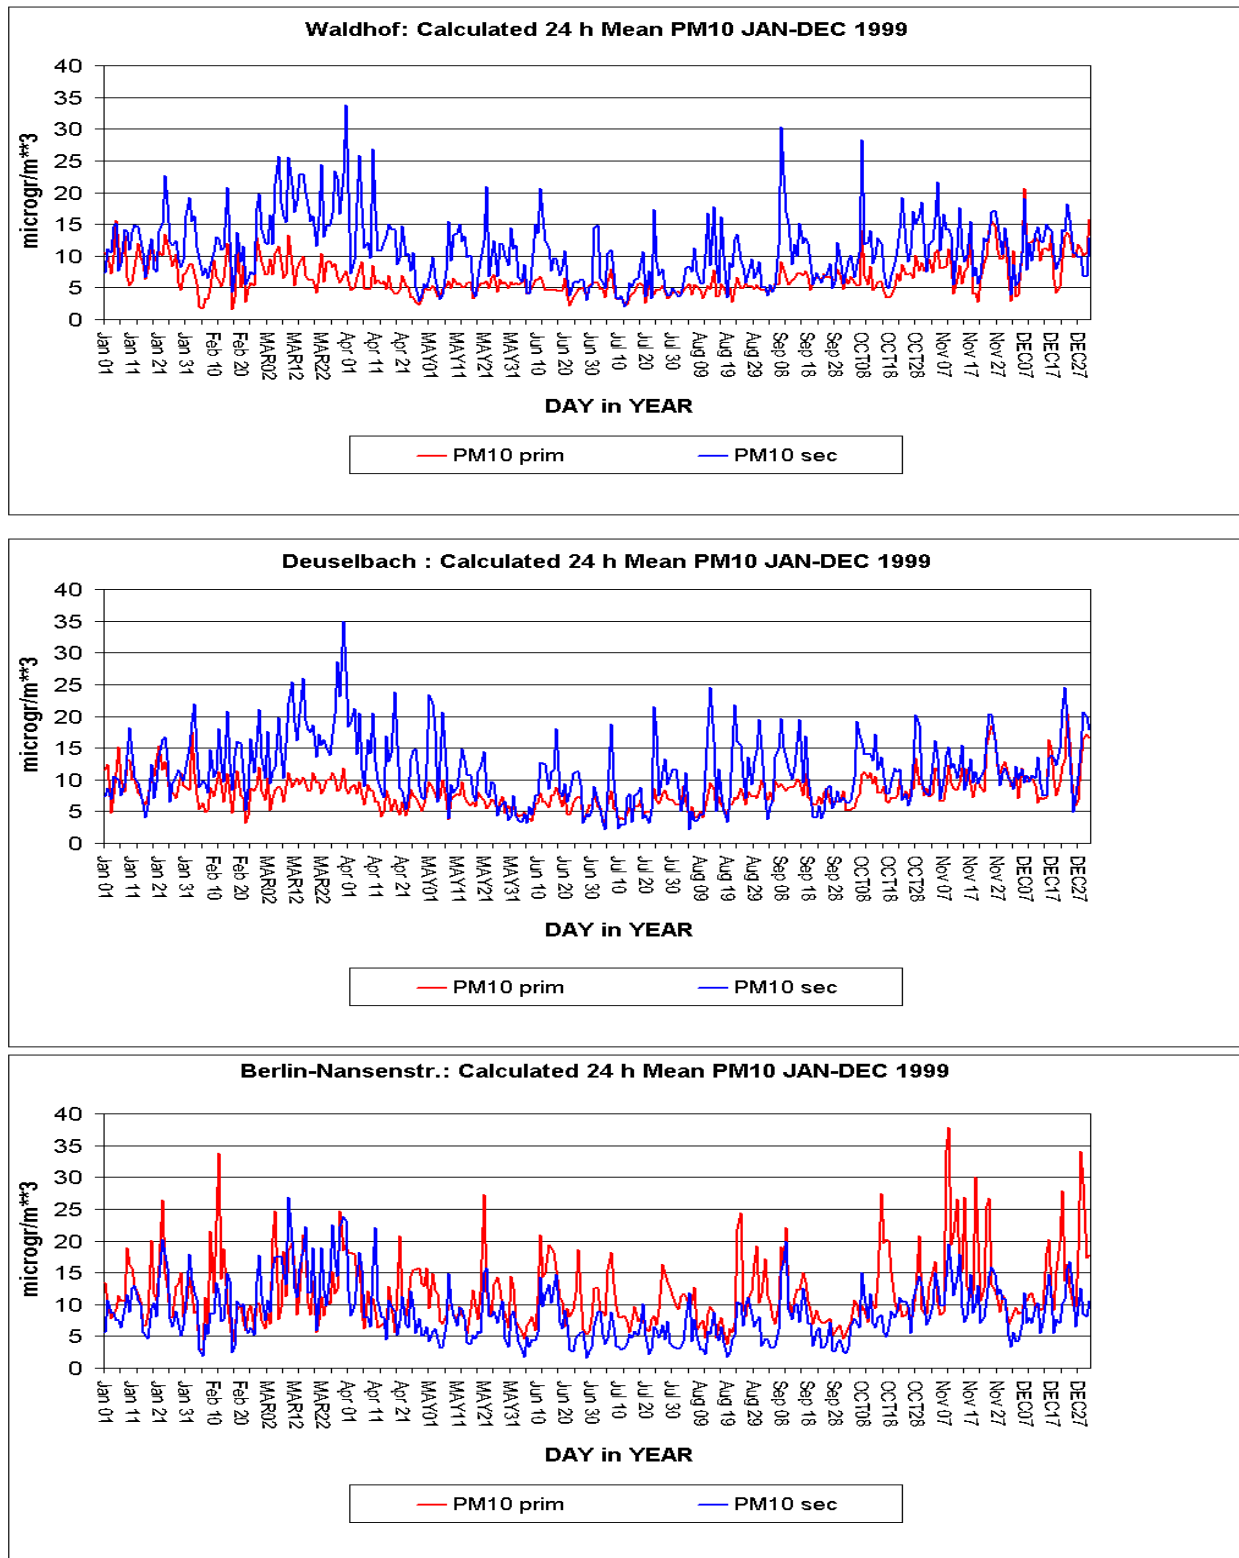 Waldhof: Calculated 24 h Mean PM10 JAN-DEC 1999
microgr/m**3
40
35
30
25
20
15
10
5
0
Jan 01
Jan 11
Jan 21
Jan 31
Feb 10
Feb 20
MAR02
MAR12
MAR22
Apr 01
Apr 11
Apr 21
MAY01
MAY11
MAY21
MAY31
Jun 10
Jun 20
Jun 30
Jul 10
Jul 20
Jul 30
Aug 09
Aug 19
Aug 29
Sep 08
Sep 18
Sep 28
OCT08
OCT18
OCT28
Nov 07
Nov 17
Nov 27
DEC07
DEC17
DEC27
DAY in YEAR
PM10 prim
PM10 sec
Deuselbach : Calculated 24 h Mean PM10 JAN-DEC 1999
microgr/m**3
40
35
30
25
20
15
10
5
0
Jan 01
Jan 11
Jan 21
Jan 31
Feb 10
Feb 20
MAR02
MAR12
MAR22
Apr 01
Apr 11
Apr 21
MAY01
MAY11
MAY21
MAY31
Jun 10
Jun 20
Jun 30
Jul 10
Jul 20
Jul 30
Aug 09
Aug 19
Aug 29
Sep 08
Sep 18
Sep 28
OCT08
OCT18
OCT28
Nov 07
Nov 17
Nov 27
DEC07
DEC17
DEC27
DAY in YEAR
PM10 prim
PM10 sec
Berlin-Nansenstr.: Calculated 24 h Mean PM10 JAN-DEC 1999
microgr/m**3
40
35
30
25
20
15
10
5
0
Jan 01
Jan 11
Jan 21
Jan 31
Feb 10
Feb 20
MAR02
MAR12
MAR22
Apr 01
Apr 11
Apr 21
MAY01
MAY11
MAY21
MAY31
Jun 10
Jun 20
Jun 30
Jul 10
Jul 20
Jul 30
Aug 09
Aug 19
Aug 29
Sep 08
Sep 18
Sep 28
OCT08
OCT18
OCT28
Nov 07
Nov 17
Nov 27
DEC07
DEC17
DEC27
DAY in YEAR
PM10 prim
PM10 sec